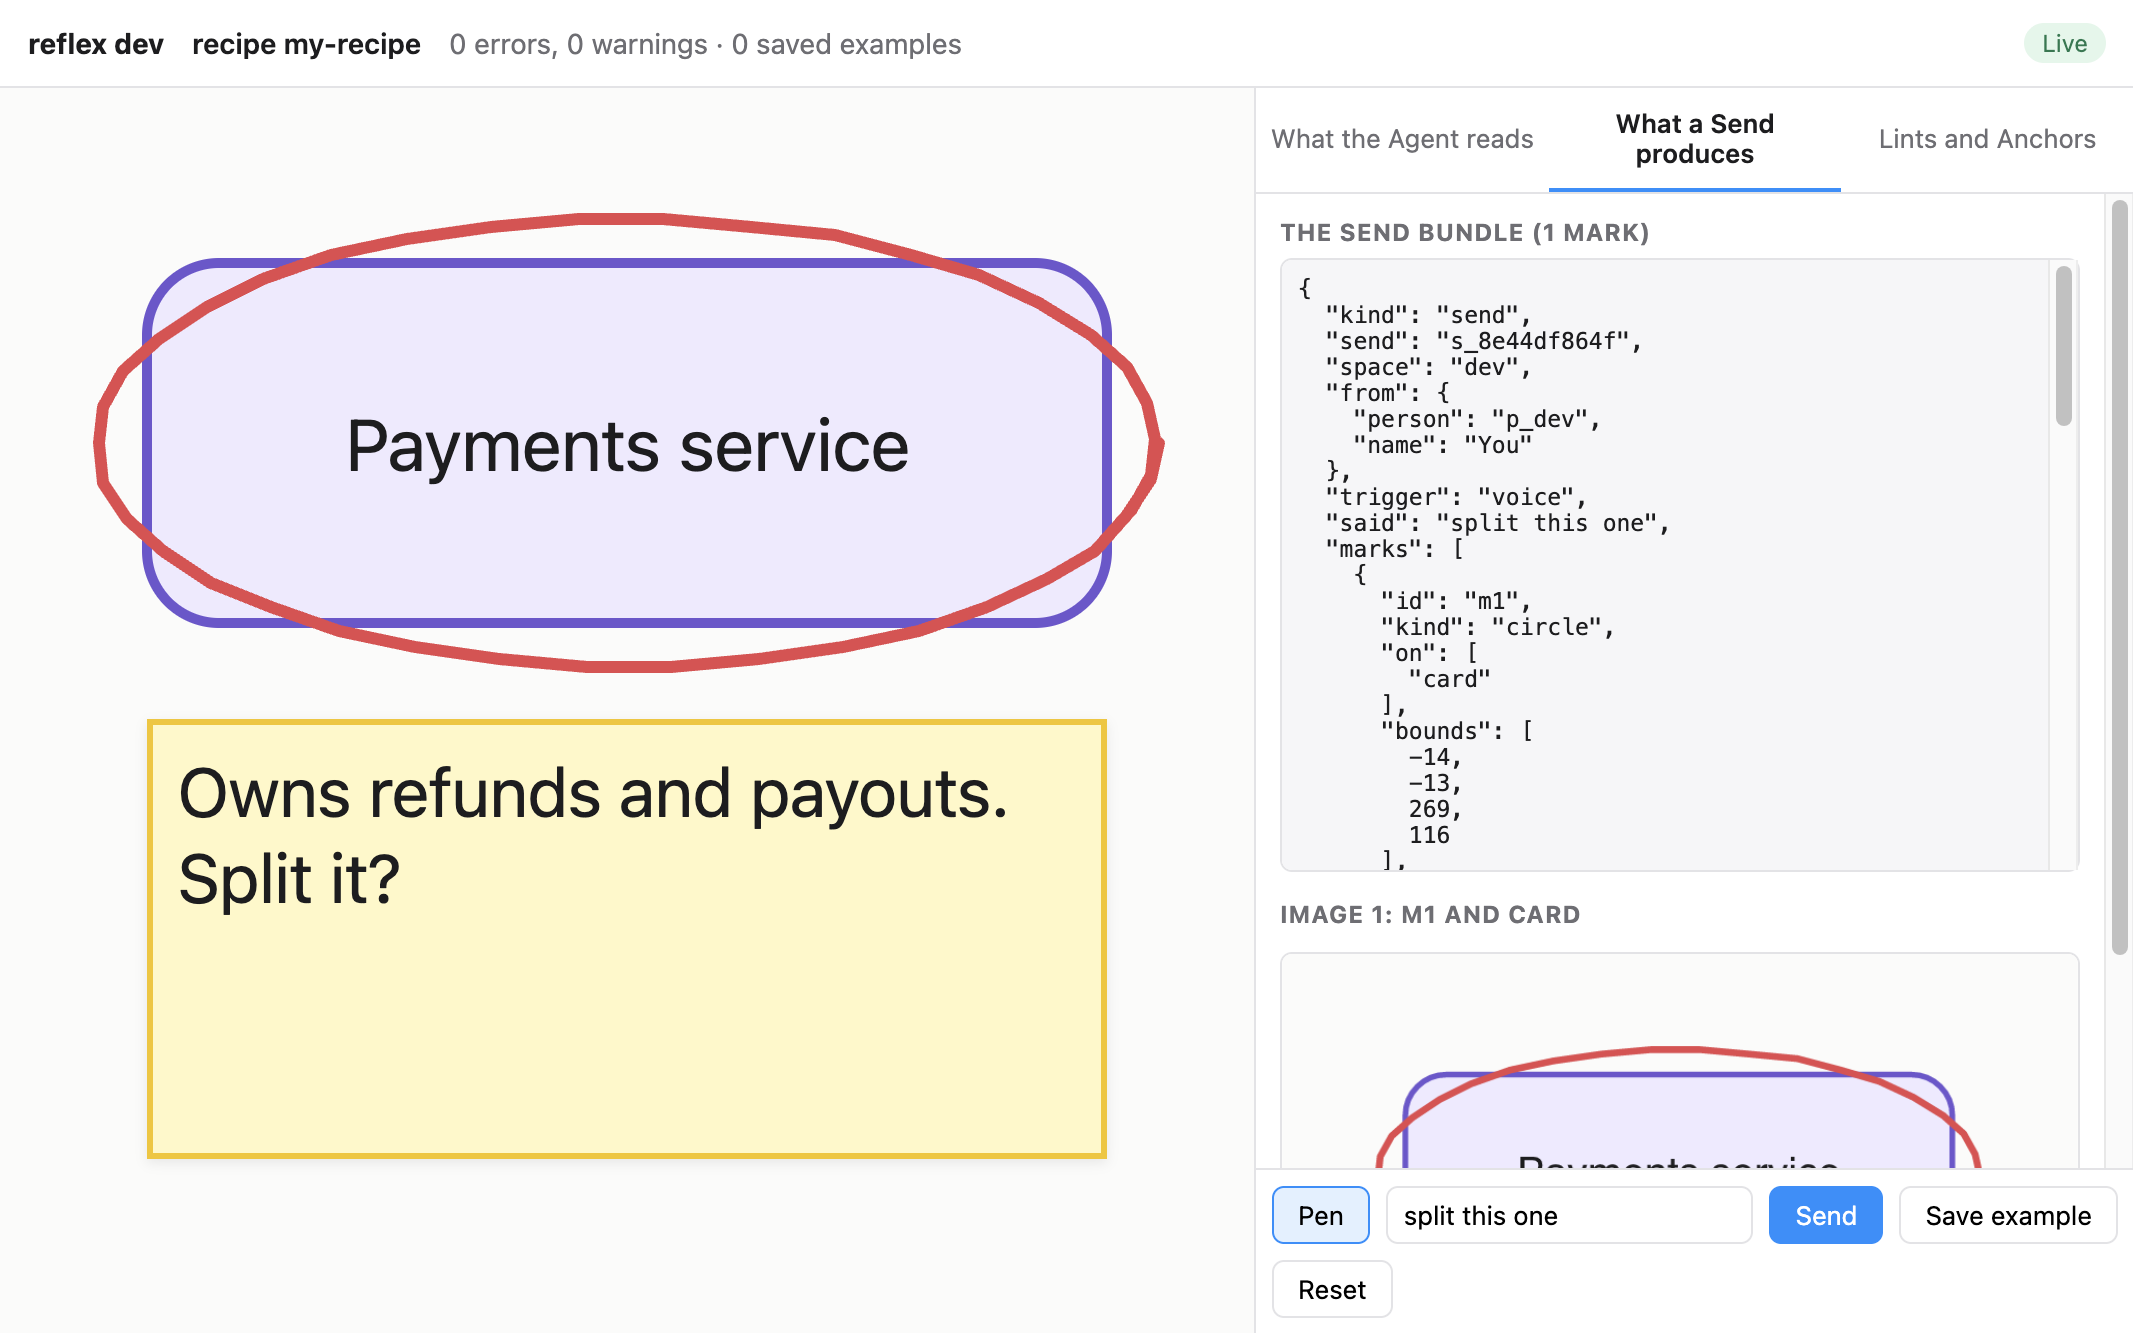 reflex dev recipe my-recipe 0 errors, 0 warnings · 0 saved examples
Live
Payments service
Owns refunds and payouts.
Split it?
What the Agent reads
What a Send
produces
Lints and Anchors
THE SEND BUNDLE (1 MARK)
{
  "kind": "send",
  "send": "s_8e44df864f",
  "space": "dev",
  "from": {
    "person": "p_dev",
    "name": "You"
  },
  "trigger": "voice",
  "said": "split this one",
  "marks": [
    {
      "id": "m1",
      "kind": "circle",
      "on": [
        "card"
      ],
      "bounds": [
        -14,
        -13,
        269,
        116
      ],
IMAGE 1: M1 AND CARD
Payments service
Pen
split this one
Send
Save example
Reset